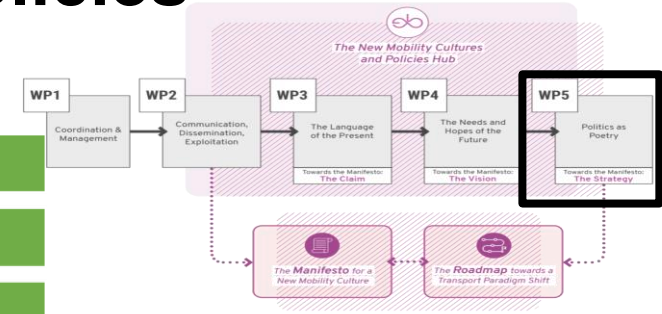 The New Mobility Cultures
and Policies Hub
WP1
WP2
WP3
WP4
WP5
Coordination &
Management
Communication,
Dissemination,
Exploitation
The Language
of the Present
The Needs and
Hopes of the
Future
Politics as
Poetry
Towards the Manifesto:
The Claim
Towards the Manifesto:
The Vision
Towards the Manifesto:
The Strategy
The Manifesto for a
New Mobility Culture
The Roadmap towards a
Transport Paradigm Shift